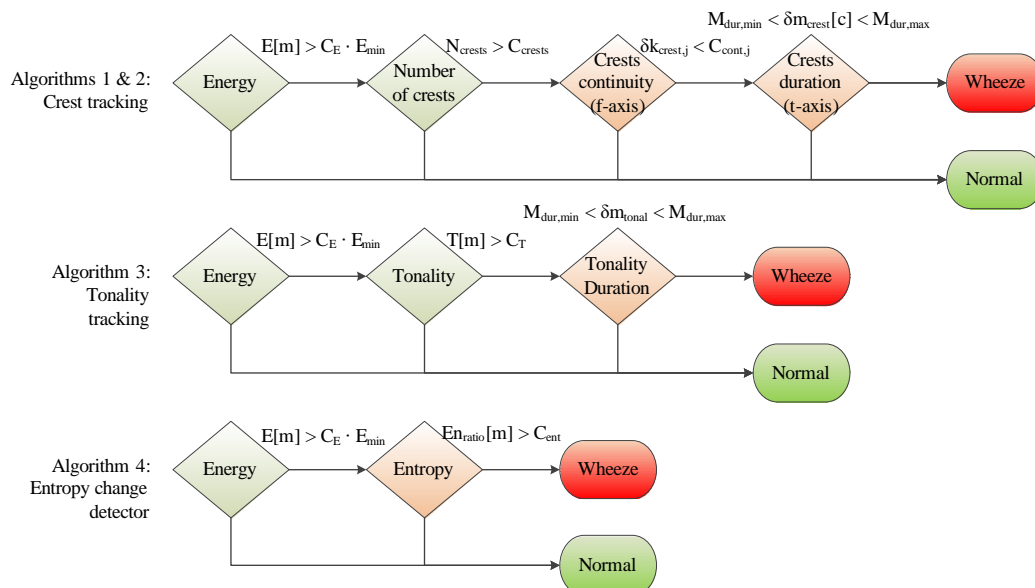 M_dur,min < δm_crest[c] < M_dur,max
E[m] > C_E · E_min
N_crests > C_crests
δk_crest,j < C_cont,j
Algorithms 1 & 2:
Crest tracking
Energy
Number
of crests
Crests
continuity
(f-axis)
Crests
duration
(t-axis)
Wheeze
Normal
M_dur,min < δm_tonal < M_dur,max
E[m] > C_E · E_min
T[m] > C_T
Algorithm 3:
Tonality
tracking
Energy
Tonality
Tonality
Duration
Wheeze
Normal
E[m] > C_E · E_min
En_ratio[m] > C_ent
Algorithm 4:
Entropy change
detector
Energy
Entropy
Wheeze
Normal